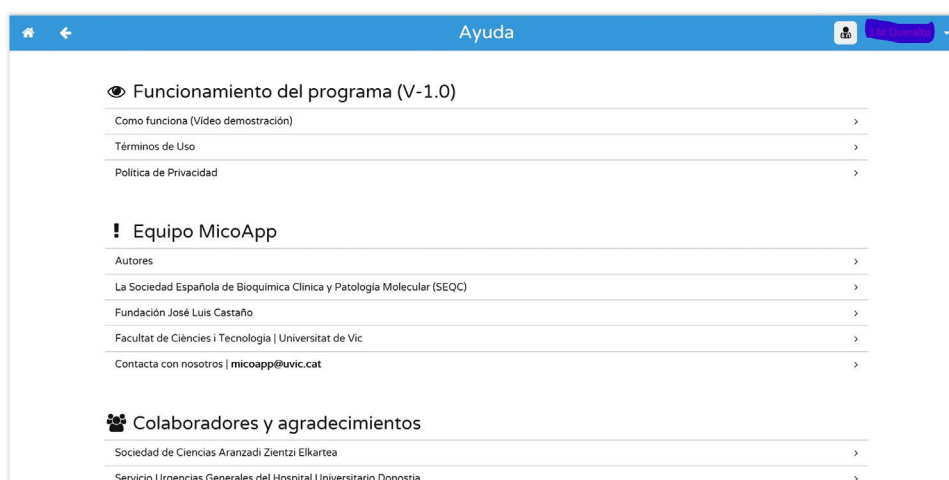 Ayuda
Funcionamiento del programa (V-1.0)
Como funciona (Vídeo demostración)
Términos de Uso
Política de Privacidad
Equipo MicoApp
Autores
La Sociedad Española de Bioquímica Clínica y Patología Molecular (SEQC)
Fundación José Luis Castaño
Facultat de Ciències i Tecnologia | Universitat de Vic
Contacta con nosotros | micoapp@uvic.cat
Colaboradores y agradecimientos
Sociedad de Ciencias Aranzadi Zientzi Elkartea
Servicio Urgencias Generales del Hospital Universitario Donostia